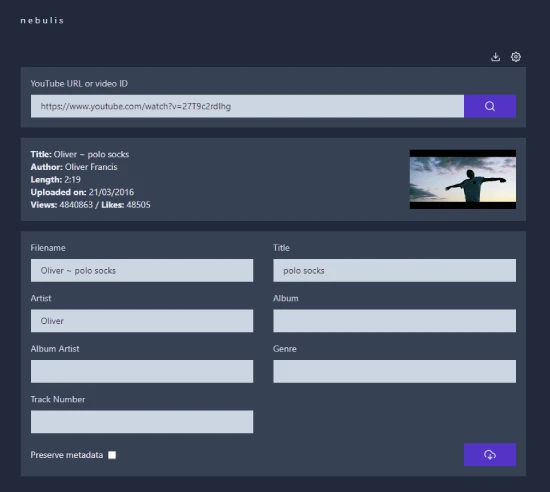 nebulis
YouTube URL or video ID
https://www.youtube.com/watch?v=27T9c2rdlhg
Title: Oliver ~ polo socks
Author: Oliver Francis
Length: 2:19
Uploaded on: 21/03/2016
Views: 4840863 / Likes: 48505
Filename
Title
Oliver ~ polo socks
polo socks
Artist
Album
Oliver
Album Artist
Genre
Track Number
Preserve metadata